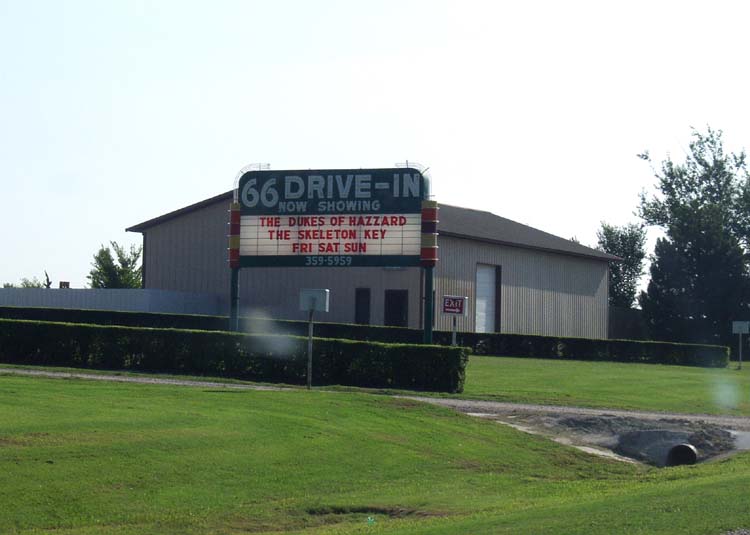 66 DRIVE-IN
NOW SHOWING
THE DUKES OF HAZZARD
THE SKELETON KEY
FRI SAT SUN
359-5959
EXIT